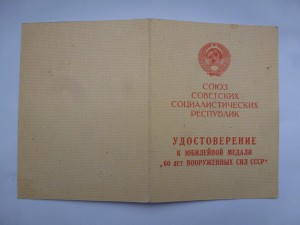 СОЮЗ
СОВЕТСКИХ
СОЦИАЛИСТИЧЕСКИХ
РЕСПУБЛИК
УДОСТОВЕРЕНИЕ
К ЮБИЛЕЙНОЙ МЕДАЛИ
„60 ЛЕТ ВООРУЖЕННЫХ СИЛ СССР"